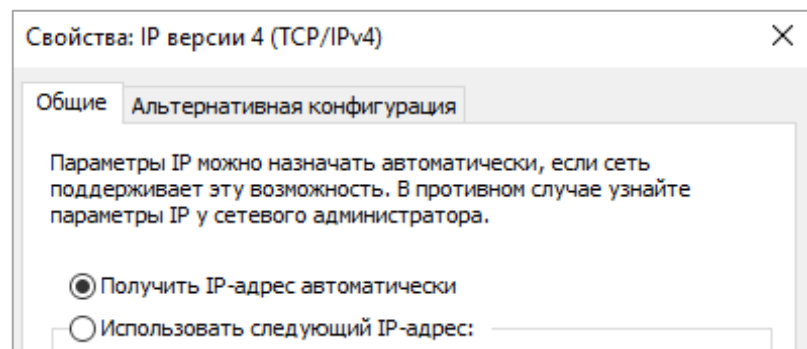 Свойства: IP версии 4 (TCP/IPv4)
Общие
Альтернативная конфигурация
Параметры IP можно назначать автоматически, если сеть
поддерживает эту возможность. В противном случае узнайте
параметры IP у сетевого администратора.
Получить IP-адрес автоматически
Использовать следующий IP-адрес: